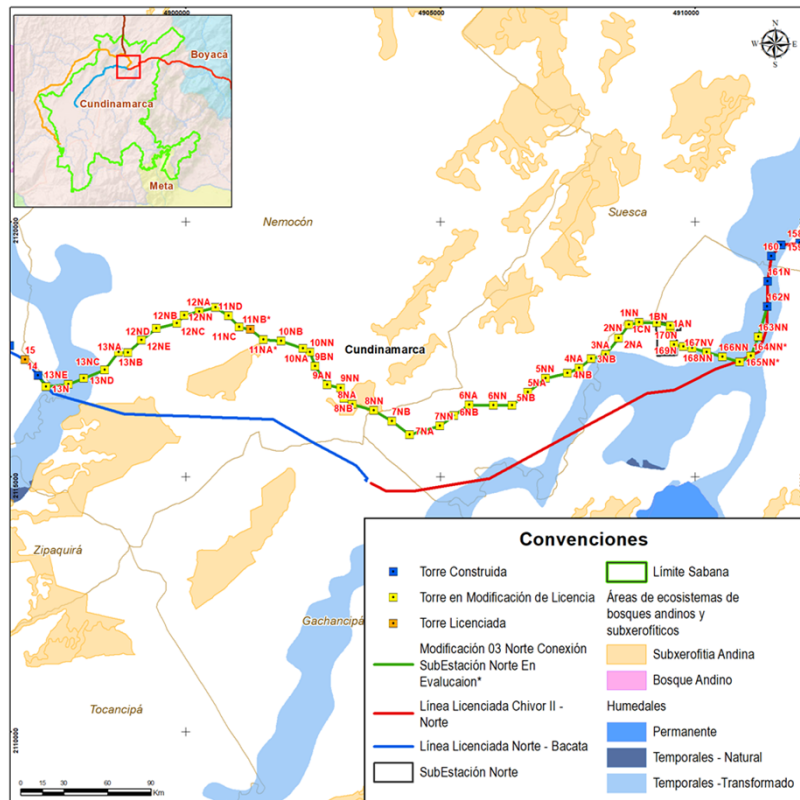 4900000
4905000
4910000
Boyacá
Cundinamarca
Meta
N
W
E
S
2120000
2115000
2110000
Nemocón
Suesca
160
161N
162N
163NN
164NN*
165NN*
166NN
167NV
168NN
169N
170N
1AN
1BN
1CN
1NN
2NN
2NA
3NA
3NB
4NA
4NB
5NN
5NA
5NB
6NN
6NA
6NB
7NN
7NA
7NB
8NN
8NA
8NB
9NN
9AN
9BN
10NN
10NA
10NB
11NA*
11NB*
11NC
11ND
12NA
12NN
12NB
12NC
12ND
12NE
13NA
13NB
13NC
13ND
13NE
13N
14
15
Cundinamarca
Zipaquirá
Gachancipá
Tocancipá
0 15 30 60 90
Km
Convenciones
Torre Construida
Torre en Modificación de Licencia
Torre Licenciada
Modificación 03 Norte Conexión
SubEstación Norte En
Evalucaion*
Línea Licenciada Chivor II -
Norte
Línea Licenciada Norte - Bacata
SubEstación Norte
Limite Sabana
Áreas de ecosistemas de
bosques andinos y
subxerofíticos
Subxerofitia Andina
Bosque Andino
Humedales
Permanente
Temporales - Natural
Temporales -Transformado